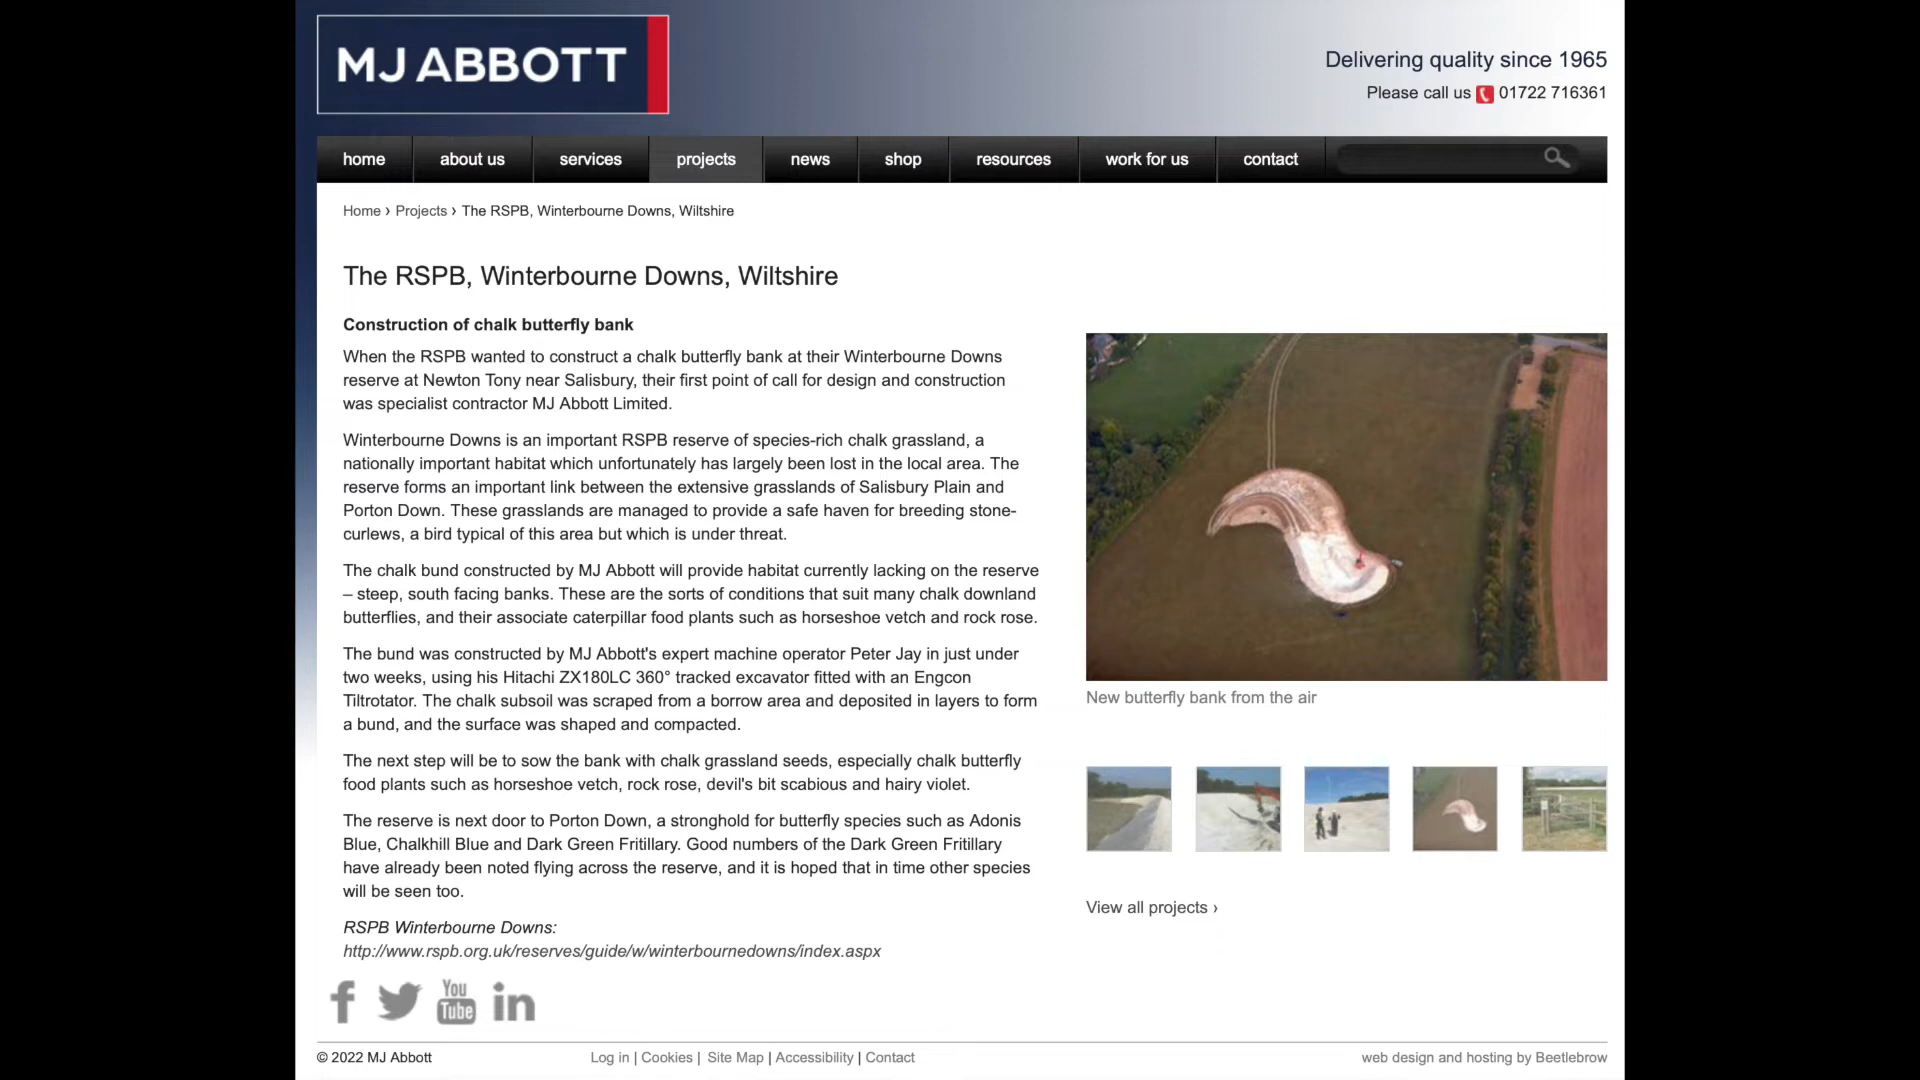 MJ ABBOTT
Delivering quality since 1965
Please call us 01722 716361
home about us services projects news shop resources work for us contact
Home › Projects › The RSPB, Winterbourne Downs, Wiltshire
The RSPB, Winterbourne Downs, Wiltshire
Construction of chalk butterfly bank
When the RSPB wanted to construct a chalk butterfly bank at their Winterbourne Downs
reserve at Newton Tony near Salisbury, their first point of call for design and construction
was specialist contractor MJ Abbott Limited.
Winterbourne Downs is an important RSPB reserve of species-rich chalk grassland, a
nationally important habitat which unfortunately has largely been lost in the local area. The
reserve forms an important link between the extensive grasslands of Salisbury Plain and
Porton Down. These grasslands are managed to provide a safe haven for breeding stone-
curlews, a bird typical of this area but which is under threat.
The chalk bund constructed by MJ Abbott will provide habitat currently lacking on the reserve
– steep, south facing banks. These are the sorts of conditions that suit many chalk downland
butterflies, and their associate caterpillar food plants such as horseshoe vetch and rock rose.
The bund was constructed by MJ Abbott's expert machine operator Peter Jay in just under
two weeks, using his Hitachi ZX180LC 360° tracked excavator fitted with an Engcon
Tiltrotator. The chalk subsoil was scraped from a borrow area and deposited in layers to form
a bund, and the surface was shaped and compacted.
The next step will be to sow the bank with chalk grassland seeds, especially chalk butterfly
food plants such as horseshoe vetch, rock rose, devil's bit scabious and hairy violet.
The reserve is next door to Porton Down, a stronghold for butterfly species such as Adonis
Blue, Chalkhill Blue and Dark Green Fritillary. Good numbers of the Dark Green Fritillary
have already been noted flying across the reserve, and it is hoped that in time other species
will be seen too.
RSPB Winterbourne Downs:
http://www.rspb.org.uk/reserves/guide/w/winterbournedowns/index.aspx
New butterfly bank from the air
View all projects ›
f You Tube in
© 2022 MJ Abbott
Log in | Cookies | Site Map | Accessibility | Contact
web design and hosting by Beetlebrow